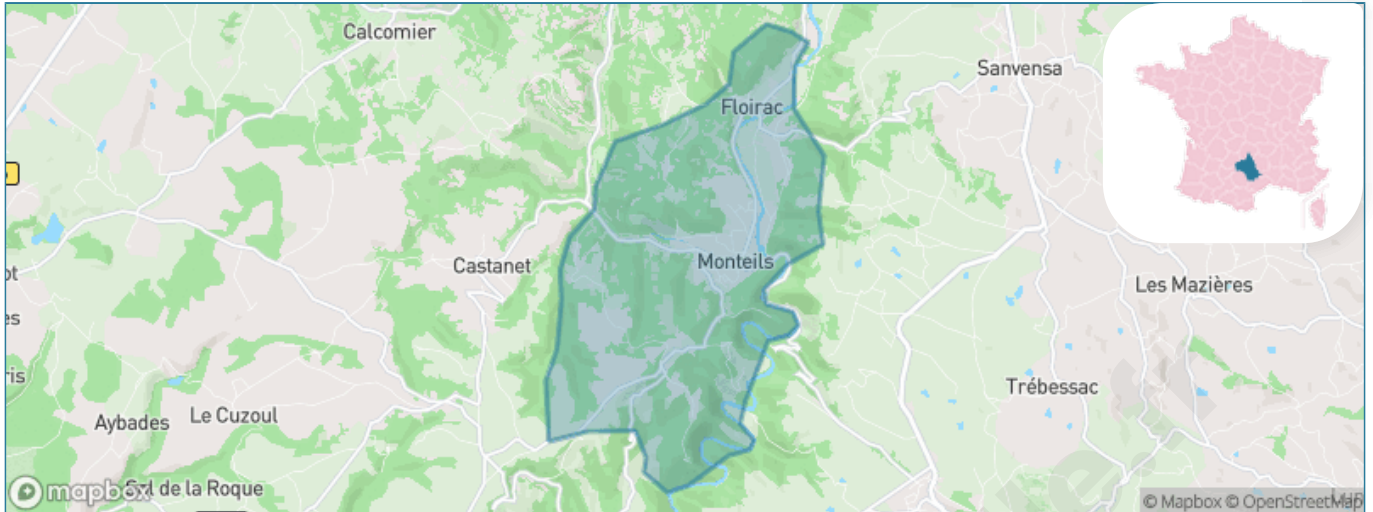 Calcomier
Sanvensa
Floirac
Castanet
Monteils
Les Mazières
Trébessac
Aybades
Le Cuzoul
mapbox
de la Roque
© Mapbox © OpenStreetMap